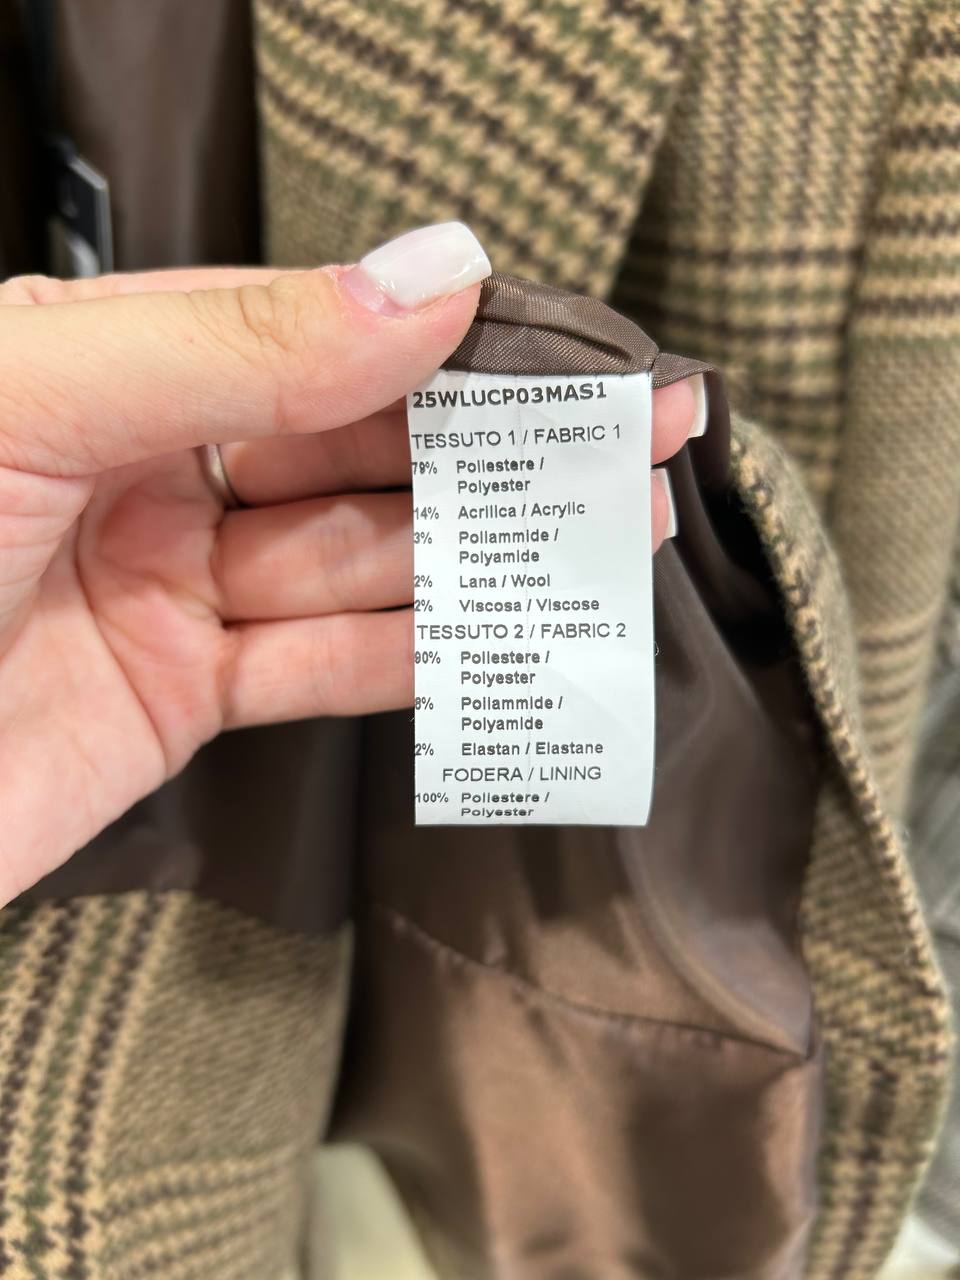 25WLUCP03MAS1
TESSUTO 1 / FABRIC 1
79% Poliestere /
Polyester
14% Acrilica / Acrylic
3% Poliammide /
Polyamide
2% Lana / Wool
2% Viscosa / Viscose
TESSUTO 2 / FABRIC 2
90% Poliestere /
Polyester
8% Poliammide /
Polyamide
2% Elastan / Elastane
FODERA / LINING
100% Poliestere /
Polyester